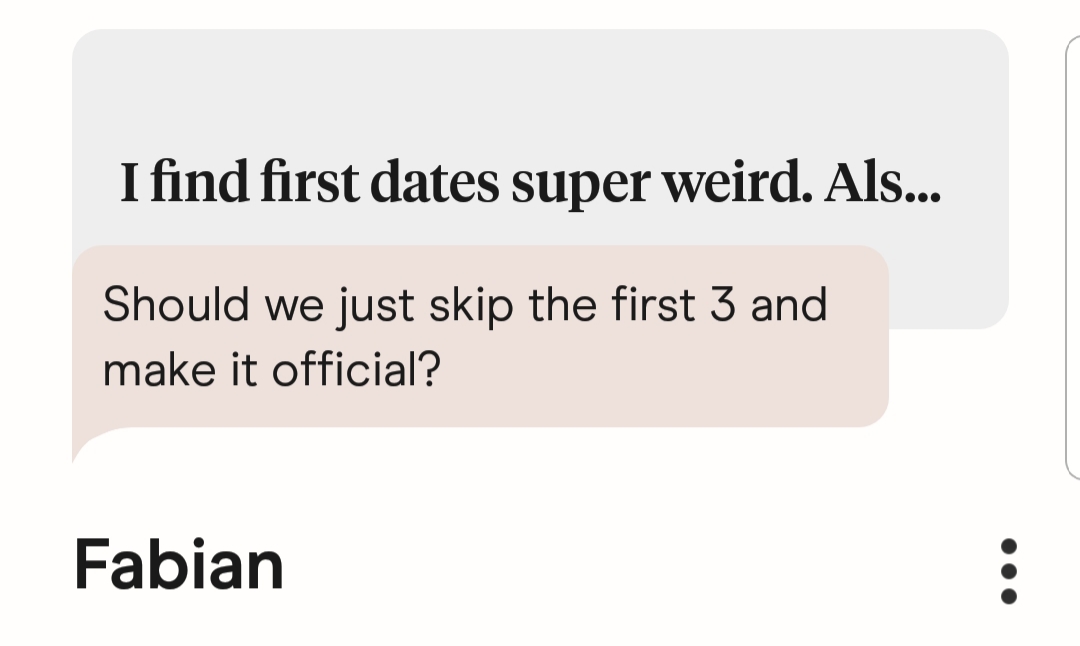 I find first dates super weird. Als...
Should we just skip the first 3 and
make it official?
Fabian